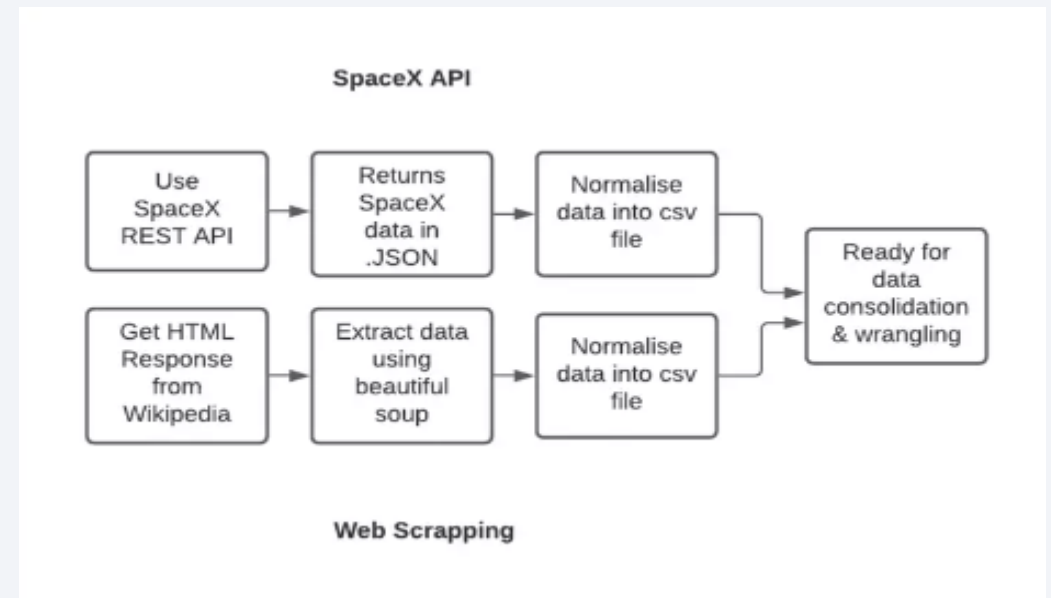 SpaceX API
Use
SpaceX
REST API
Returns
SpaceX
data in
.JSON
Normalise
data into csv
file
Get HTML
Response
from
Wikipedia
Extract data
using
beautiful
soup
Normalise
data into csv
file
Ready for
data
consolidation
& wrangling
Web Scrapping